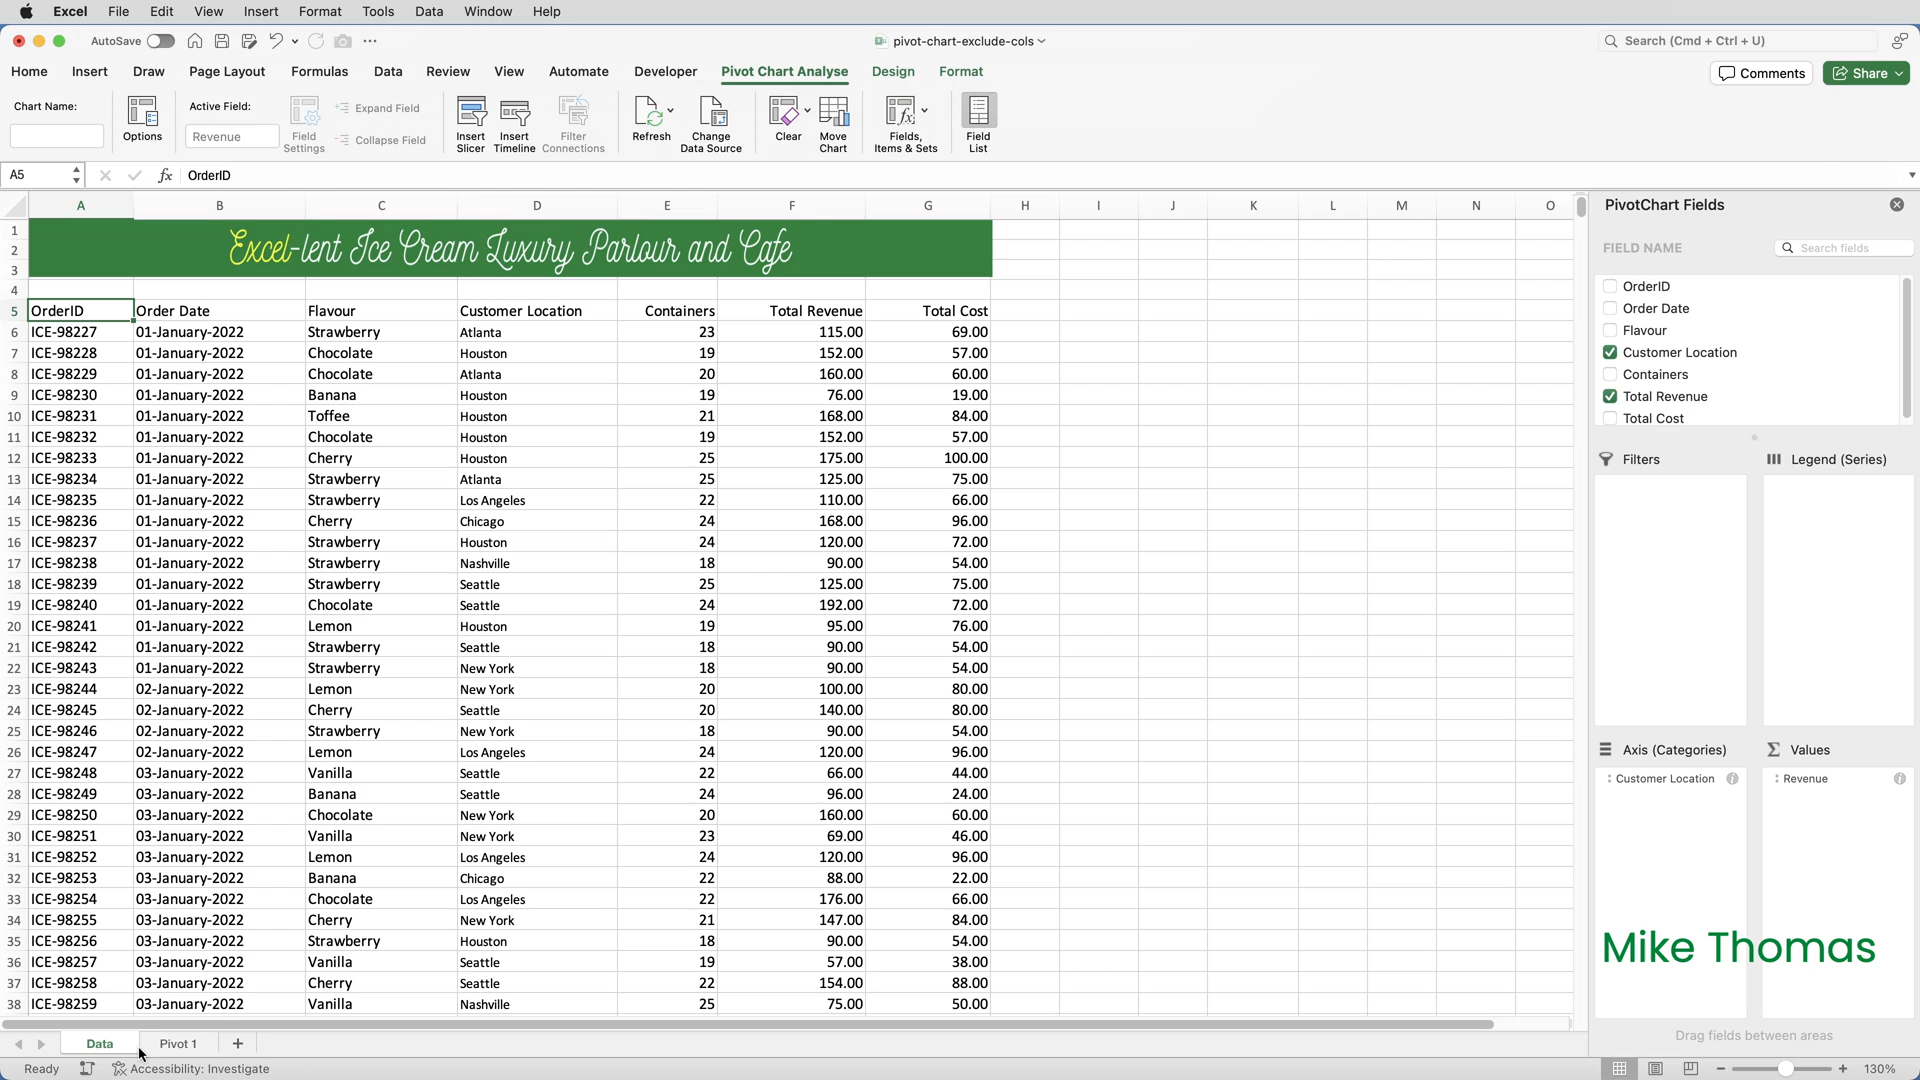 Excel File Edit View Insert Format Tools Data Window Help
AutoSave pivot-chart-exclude-cols Search (Cmd + Ctrl + U)
Home Insert Draw Page Layout Formulas Data Review View Automate Developer Pivot Chart Analyse Design Format Comments Share
Chart Name:
Options
Active Field:
Revenue
Field Settings
Expand Field
Collapse Field
Insert Slicer
Insert Timeline
Filter Connections
Refresh
Change Data Source
Clear
Move Chart
Fields, Items & Sets
Field List
A5 fx OrderID
A B C D E F G H I J K L M N O
1
2 Excel-lent Ice Cream Luxury Parlour and Cafe
3
4
5 OrderID Order Date Flavour Customer Location Containers Total Revenue Total Cost
6 ICE-98227 01-January-2022 Strawberry Atlanta 23 115.00 69.00
7 ICE-98228 01-January-2022 Chocolate Houston 19 152.00 57.00
8 ICE-98229 01-January-2022 Chocolate Atlanta 20 160.00 60.00
9 ICE-98230 01-January-2022 Banana Houston 19 76.00 19.00
10 ICE-98231 01-January-2022 Toffee Houston 21 168.00 84.00
11 ICE-98232 01-January-2022 Chocolate Houston 19 152.00 57.00
12 ICE-98233 01-January-2022 Cherry Houston 25 175.00 100.00
13 ICE-98234 01-January-2022 Strawberry Atlanta 25 125.00 75.00
14 ICE-98235 01-January-2022 Strawberry Los Angeles 22 110.00 66.00
15 ICE-98236 01-January-2022 Cherry Chicago 24 168.00 96.00
16 ICE-98237 01-January-2022 Strawberry Houston 24 120.00 72.00
17 ICE-98238 01-January-2022 Strawberry Nashville 18 90.00 54.00
18 ICE-98239 01-January-2022 Strawberry Seattle 25 125.00 75.00
19 ICE-98240 01-January-2022 Chocolate Seattle 24 192.00 72.00
20 ICE-98241 01-January-2022 Lemon Houston 19 95.00 76.00
21 ICE-98242 01-January-2022 Strawberry Seattle 18 90.00 54.00
22 ICE-98243 01-January-2022 Strawberry New York 18 90.00 54.00
23 ICE-98244 02-January-2022 Lemon New York 20 100.00 80.00
24 ICE-98245 02-January-2022 Cherry Seattle 20 140.00 80.00
25 ICE-98246 02-January-2022 Strawberry New York 18 90.00 54.00
26 ICE-98247 02-January-2022 Lemon Los Angeles 24 120.00 96.00
27 ICE-98248 03-January-2022 Vanilla Seattle 22 66.00 44.00
28 ICE-98249 03-January-2022 Banana Seattle 24 96.00 24.00
29 ICE-98250 03-January-2022 Chocolate New York 20 160.00 60.00
30 ICE-98251 03-January-2022 Vanilla New York 23 69.00 46.00
31 ICE-98252 03-January-2022 Lemon Los Angeles 24 120.00 96.00
32 ICE-98253 03-January-2022 Banana Chicago 22 88.00 22.00
33 ICE-98254 03-January-2022 Chocolate Los Angeles 22 176.00 66.00
34 ICE-98255 03-January-2022 Cherry New York 21 147.00 84.00
35 ICE-98256 03-January-2022 Strawberry Houston 18 90.00 54.00
36 ICE-98257 03-January-2022 Vanilla Seattle 19 57.00 38.00
37 ICE-98258 03-January-2022 Cherry Seattle 22 154.00 88.00
38 ICE-98259 03-January-2022 Vanilla Nashville 25 75.00 50.00
PivotChart Fields
FIELD NAME Search fields
OrderID
Order Date
Flavour
Customer Location
Containers
Total Revenue
Total Cost
Filters Legend (Series)
Axis (Categories) Values
Customer Location Revenue
Mike Thomas
Drag fields between areas
Data Pivot 1
Ready Accessibility: Investigate 130%